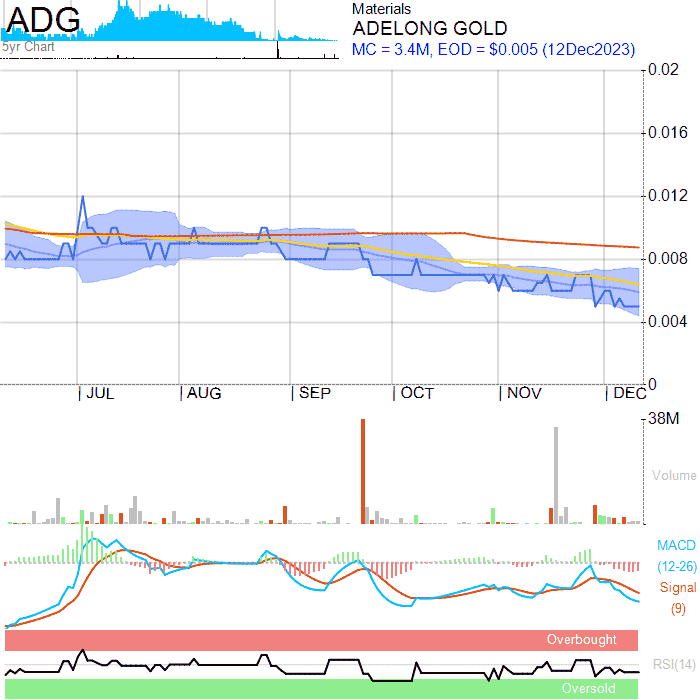 ADG
5yr Chart
Materials
ADELONG GOLD
MC = 3.4M, EOD = $0.005 (12Dec2023)
0.02
0.016
0.012
0.008
0.004
0
JUL AUG SEP OCT NOV DEC
38M
Volume
MACD
(12-26)
Signal
(9)
Overbought
RSI(14)
Oversold